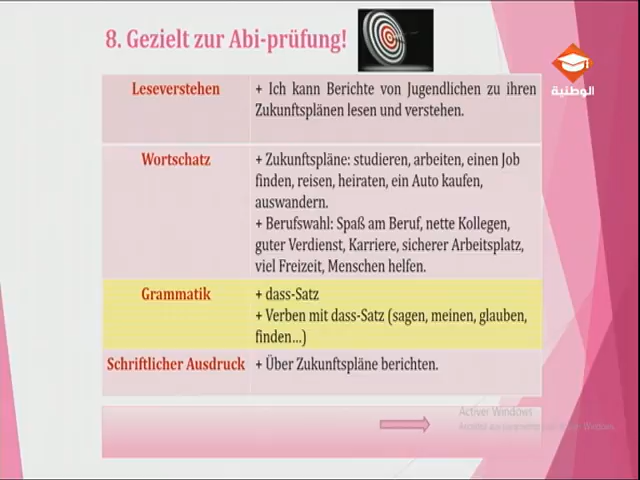 8. Gezielt zur Abi-prüfung!
الوطنية
Leseverstehen
+ Ich kann Berichte von Jugendlichen zu ihren
Zukunftsplänen lesen und verstehen.
Wortschatz
+ Zukunftspläne: studieren, arbeiten, einen Job
finden, reisen, heiraten, ein Auto kaufen,
auswandern.
+ Berufswahl: Spaß am Beruf, nette Kollegen,
guter Verdienst, Karriere, sicherer Arbeitsplatz,
viel Freizeit, Menschen helfen.
Grammatik
+ dass-Satz
+ Verben mit dass-Satz (sagen, meinen, glauben,
finden...)
Schriftlicher Ausdruck
+ Über Zukunftspläne berichten.
Activer Windows
Windows.